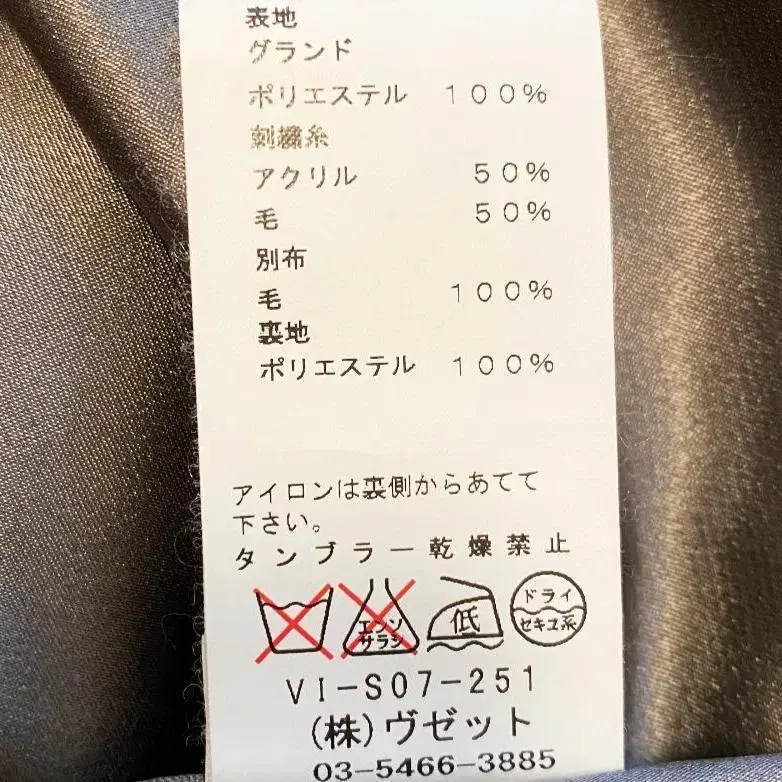 表地
グランド
ポリエステル 100%
刺繍糸
アクリル 50%
毛 50%
別布
毛 100%
裏地
ポリエステル 100%
アイロンは裏側からあてて
下さい。
タンブラー乾燥禁止
エンソ
サラシ
低
ドライ
セキユ系
VI-S07-251
(株)ヴゼット
03-5466-3885